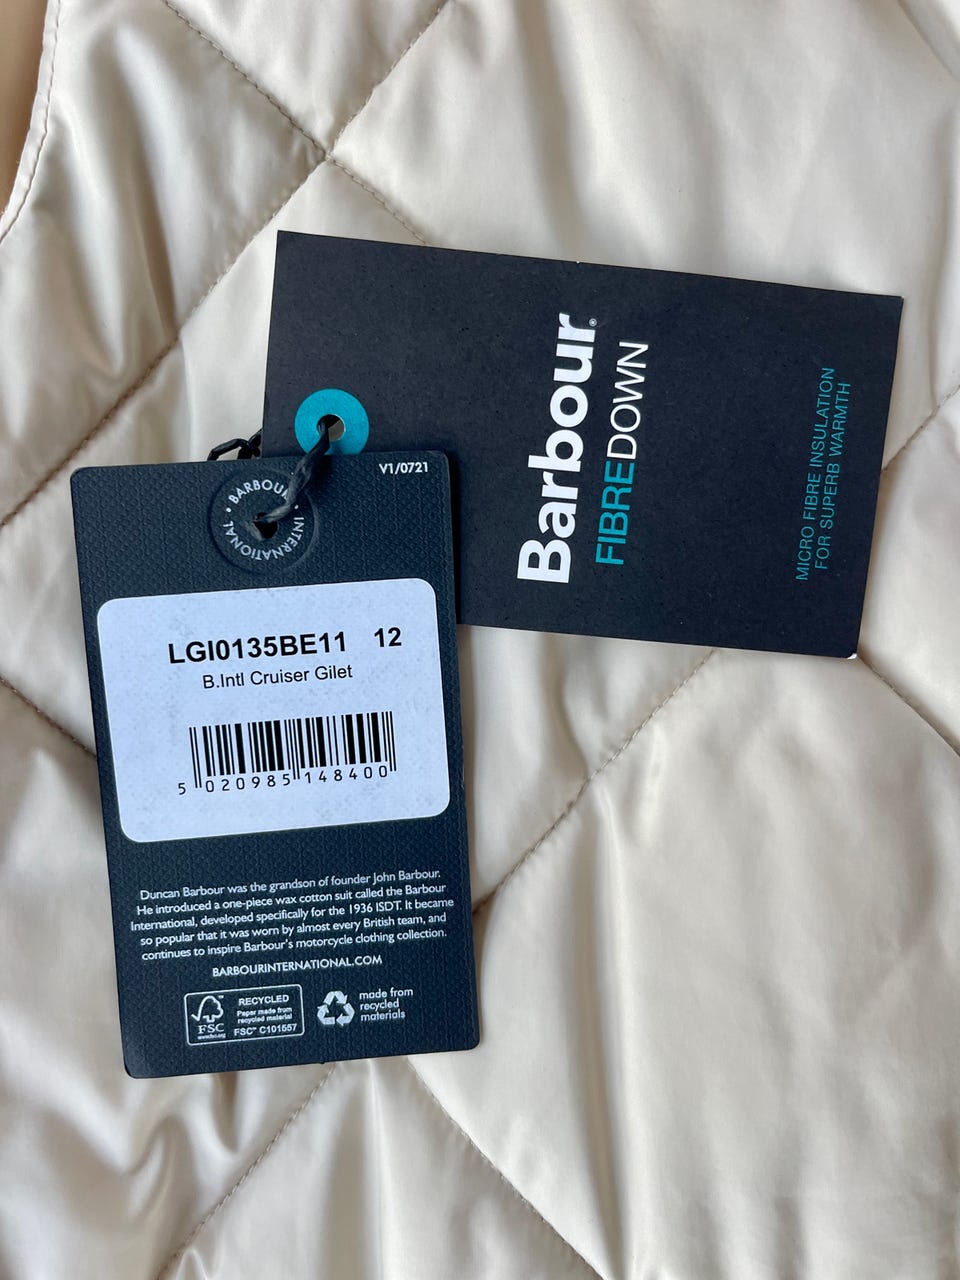 Barbour®
FIBREDOWN
MICRO FIBRE INSULATION
FOR SUPERB WARMTH
V1/0721
• BARBOUR • INTERNATIONAL
LGI0135BE11 12
B.Intl Cruiser Gilet
5 020985 148400
Duncan Barbour was the grandson of founder John Barbour.
He introduced a one-piece wax cotton suit called the Barbour
International, developed specifically for the 1936 ISDT. It became
so popular that it was worn by almost every British team, and
continues to inspire Barbour's motorcycle clothing collection.
BARBOURINTERNATIONAL.COM
FSC
www.fsc.org
RECYCLED
Paper made from
recycled material
FSC™ C101557
made from
recycled
materials